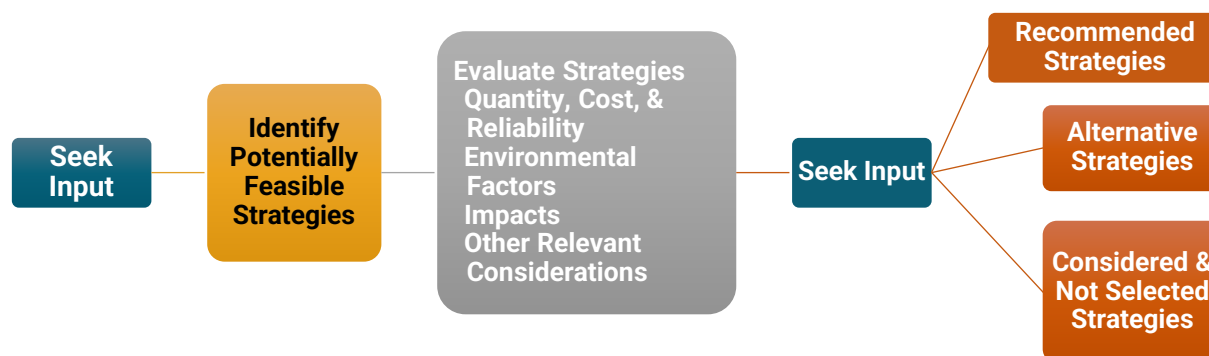 Seek
Input
Identify
Potentially
Feasible
Strategies
Evaluate Strategies
Quantity, Cost, &
Reliability
Environmental
Factors
Impacts
Other Relevant
Considerations
Seek Input
Recommended
Strategies
Alternative
Strategies
Considered &
Not Selected
Strategies